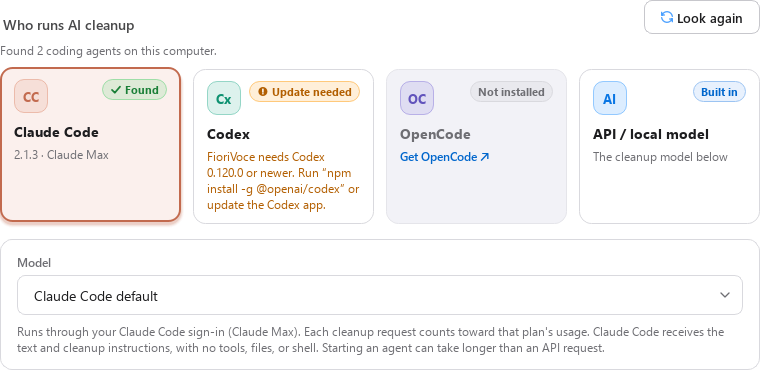 Who runs AI cleanup
Look again
Found 2 coding agents on this computer.
CC
Found
Claude Code
2.1.3 · Claude Max
Cx
Update needed
Codex
FioriVoce needs Codex
0.120.0 or newer. Run “npm
install -g @openai/codex” or
update the Codex app.
OC
Not installed
OpenCode
Get OpenCode ↗
AI
Built in
API / local model
The cleanup model below
Model
Claude Code default
Runs through your Claude Code sign-in (Claude Max). Each cleanup request counts toward that plan's usage. Claude Code receives the
text and cleanup instructions, with no tools, files, or shell. Starting an agent can take longer than an API request.